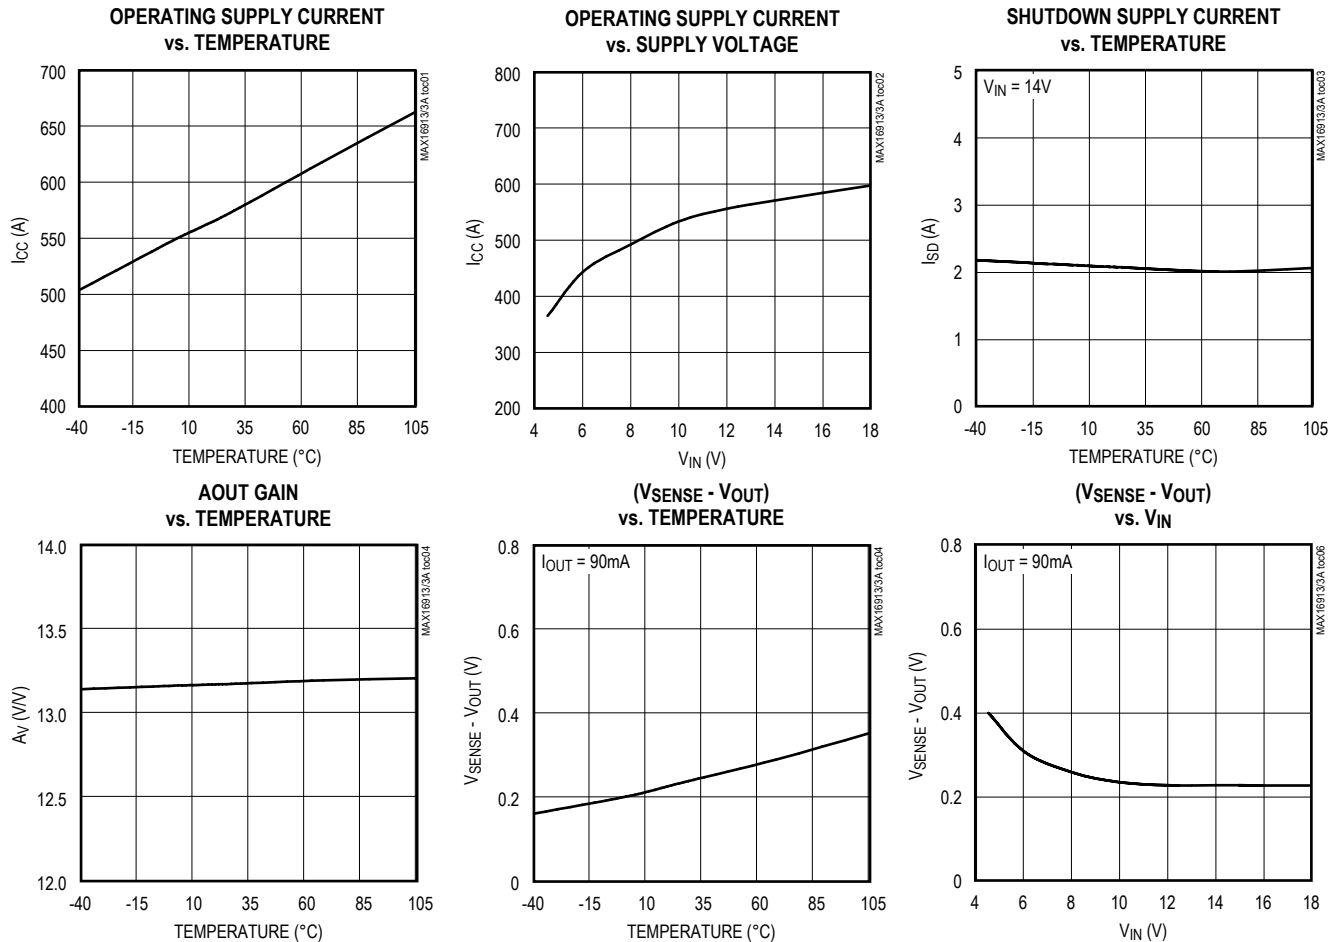 OPERATING SUPPLY CURRENT
vs. TEMPERATURE
700
650
600
550
500
450
400
ICC (A)
-40 -15 10 35 60 85 105
TEMPERATURE (°C)
MAX16913/3A toc01
OPERATING SUPPLY CURRENT
vs. SUPPLY VOLTAGE
800
700
600
500
400
300
200
ICC (A)
4 6 8 10 12 14 16 18
VIN (V)
MAX16913/3A toc02
SHUTDOWN SUPPLY CURRENT
vs. TEMPERATURE
VIN = 14V
5
4
3
2
1
0
ISD (A)
-40 -15 10 35 60 85 105
TEMPERATURE (°C)
MAX16913/3A toc03
AOUT GAIN
vs. TEMPERATURE
14.0
13.5
13.0
12.5
12.0
AV (V/V)
-40 -15 10 35 60 85 105
TEMPERATURE (°C)
MAX16913/3A toc04
(VSENSE - VOUT)
vs. TEMPERATURE
IOUT = 90mA
0.8
0.6
0.4
0.2
0
VSENSE - VOUT (V)
-40 -15 10 35 60 85 105
TEMPERATURE (°C)
MAX16913/3A toc04
(VSENSE - VOUT)
vs. VIN
IOUT = 90mA
0.8
0.6
0.4
0.2
0
VSENSE - VOUT (V)
4 6 8 10 12 14 16 18
VIN (V)
MAX16913/3A toc06